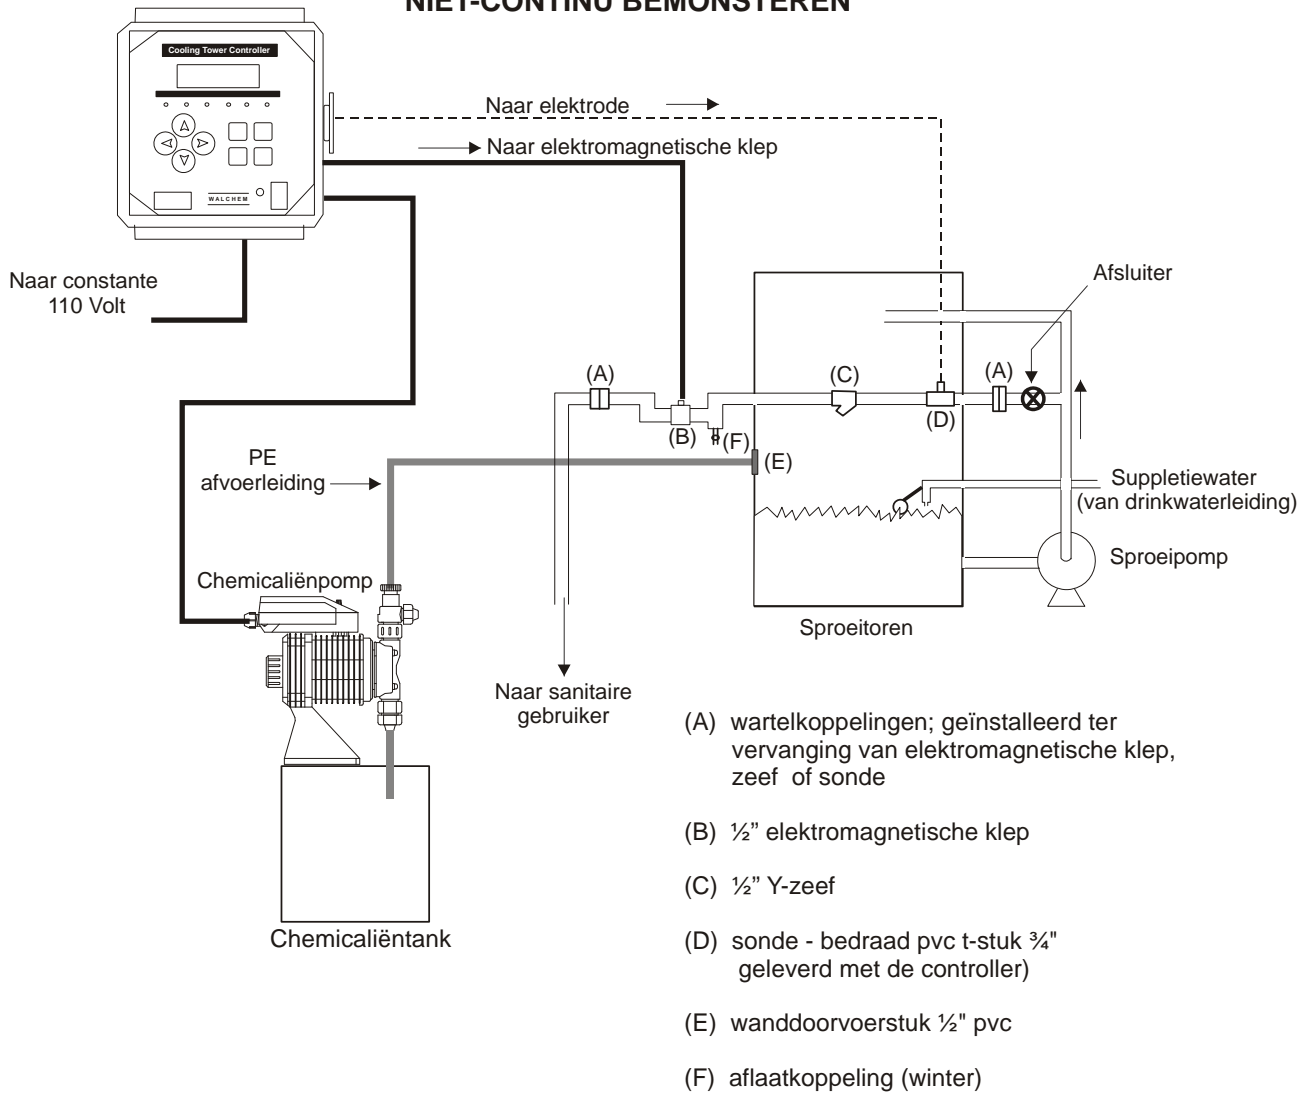 NIET-CONTINU BEMONSTEREN
Cooling Tower Controller
Naar elektrode
Naar elektromagnetische klep
WALCHEM
Naar constante
110 Volt
Afsluiter
(A)
(C)
(A)
(B)
(F)
(D)
(E)
PE
afvoerleiding
Suppletiewater
(van drinkwaterleiding)
Sproeipomp
Chemicaliënpomp
Sproeitoren
Naar sanitaire
gebruiker
Chemicaliëntank
(A) wartelkoppelingen; geïnstalleerd ter
vervanging van elektromagnetische klep,
zeef of sonde
(B) ½” elektromagnetische klep
(C) ½” Y-zeef
(D) sonde - bedraad pvc t-stuk ¾"
geleverd met de controller)
(E) wanddoorvoerstuk ½" pvc
(F) aflaatkoppeling (winter)